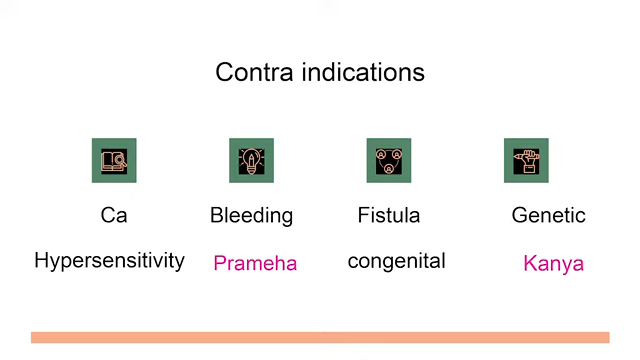 Contra indications
Ca Bleeding Fistula Genetic
Hypersensitivity Prameha congenital Kanya